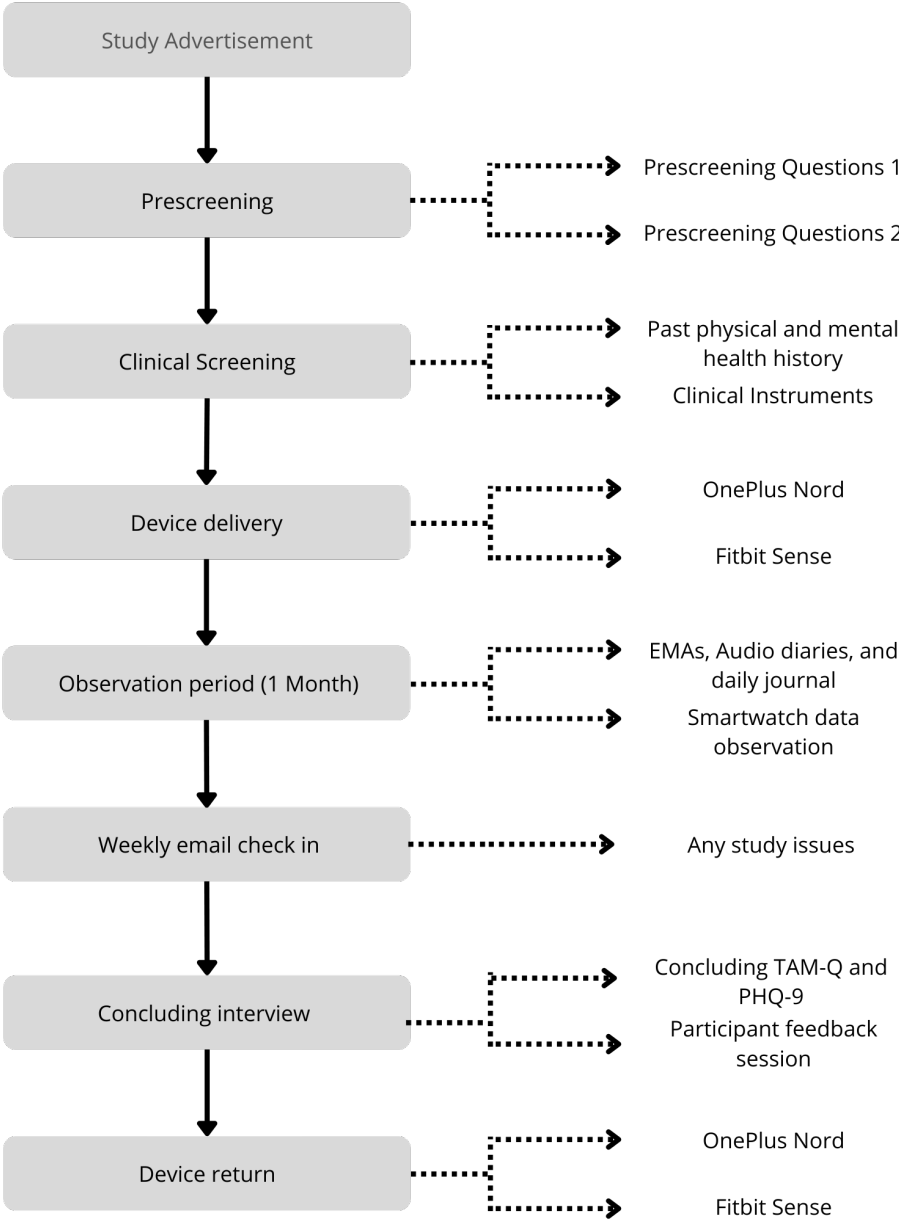 Study Advertisement
Prescreening
Prescreening Questions 1
Prescreening Questions 2
Clinical Screening
Past physical and mental
health history
Clinical Instruments
Device delivery
OnePlus Nord
Fitbit Sense
Observation period (1 Month)
EMAs, Audio diaries, and
daily journal
Smartwatch data
observation
Weekly email check in
Any study issues
Concluding interview
Concluding TAM-Q and
PHQ-9
Participant feedback
session
Device return
OnePlus Nord
Fitbit Sense